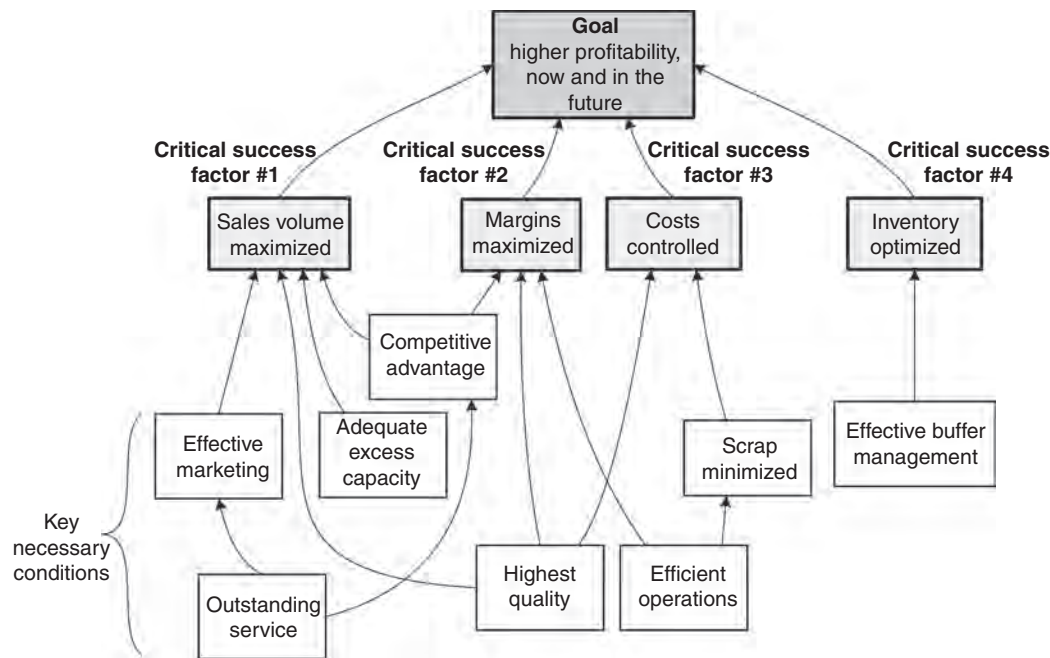 Goal
higher profitability,
now and in the
future
Critical success
factor #1
Critical success
factor #2
Critical success
factor #3
Critical success
factor #4
Sales volume
maximized
Margins
maximized
Costs
controlled
Inventory
optimized
Competitive
advantage
Effective
marketing
Adequate
excess
capacity
Scrap
minimized
Effective buffer
management
Key
necessary
conditions
Outstanding
service
Highest
quality
Efficient
operations